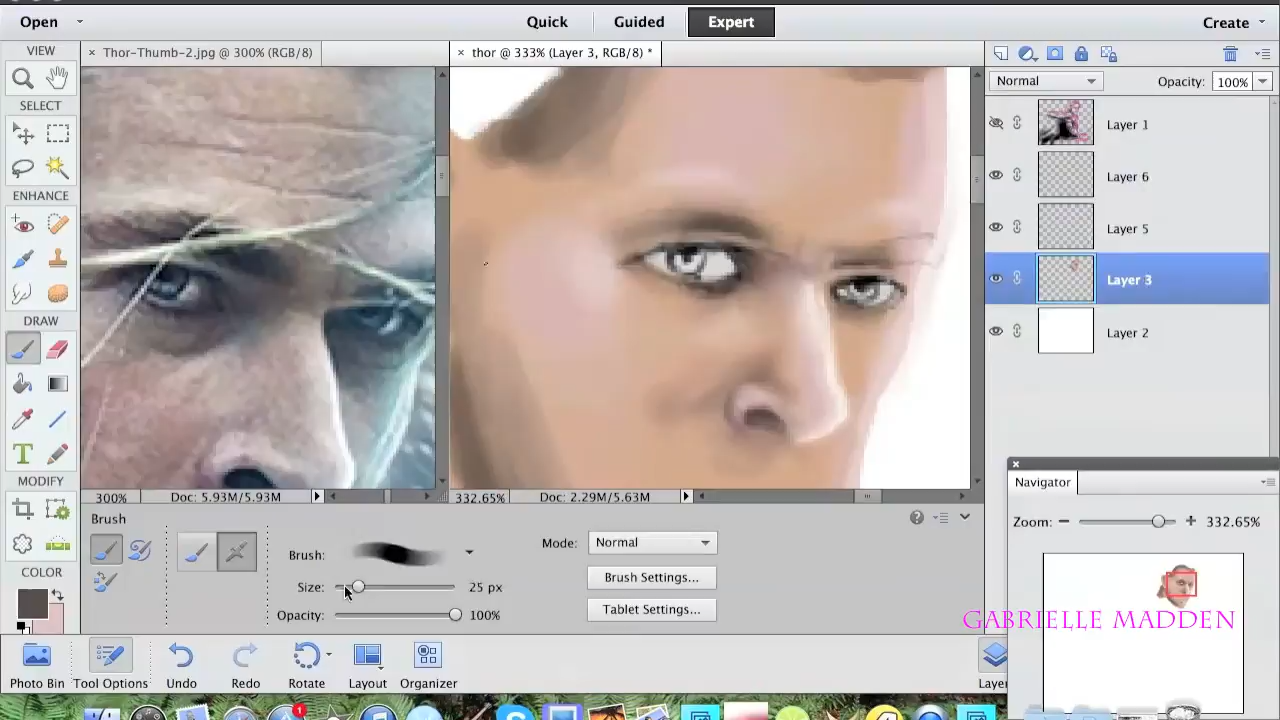 Open
Quick
Guided
Expert
Create
VIEW
× Thor-Thumb-2.jpg @ 300% (RGB/8)
× thor @ 333% (Layer 3, RGB/8) *
Normal
Opacity: 100%
SELECT
Layer 1
Layer 6
ENHANCE
Layer 5
Layer 3
DRAW
Layer 2
T
MODIFY
Navigator
300%
Doc: 5.93M/5.93M
332.65%
Doc: 2.29M/5.63M
Brush
Zoom:
332.65%
Brush:
Mode:
Normal
COLOR
Size:
25 px
Brush Settings...
Opacity:
100%
Tablet Settings...
GABRIELLE MADDEN
Photo Bin
Tool Options
Undo
Redo
Rotate
Layout
Organizer
Layer
1